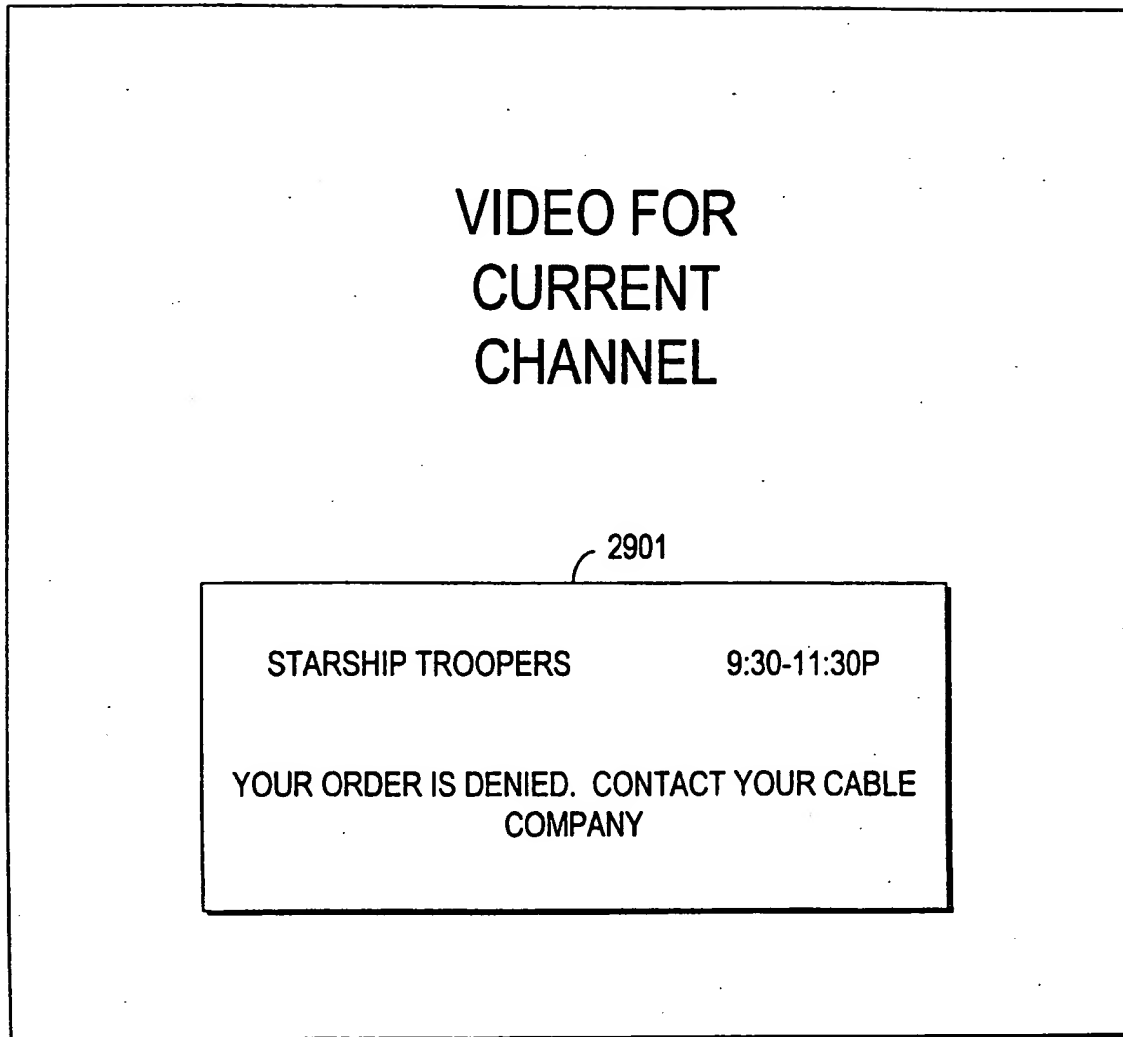 VIDEO FOR
CURRENT
CHANNEL
2901
STARSHIP TROOPERS 9:30-11:30P
YOUR ORDER IS DENIED. CONTACT YOUR CABLE
COMPANY